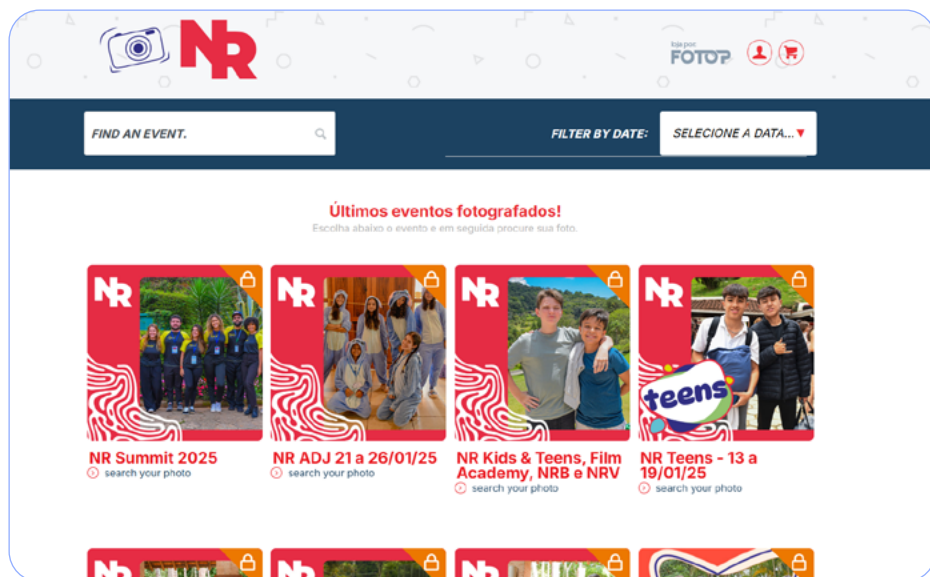 NR
loja por:
FOTOP
FIND AN EVENT.
FILTER BY DATE:
SELECIONE A DATA...
Últimos eventos fotografados!
Escolha abaixo o evento e em seguida procure sua foto.
NR
NR
NR
NR
teens
NR Summit 2025
search your photo
NR ADJ 21 a 26/01/25
search your photo
NR Kids & Teens, Film
Academy, NRB e NRV
search your photo
NR Teens - 13 a
19/01/25
search your photo
NR
NR
NR